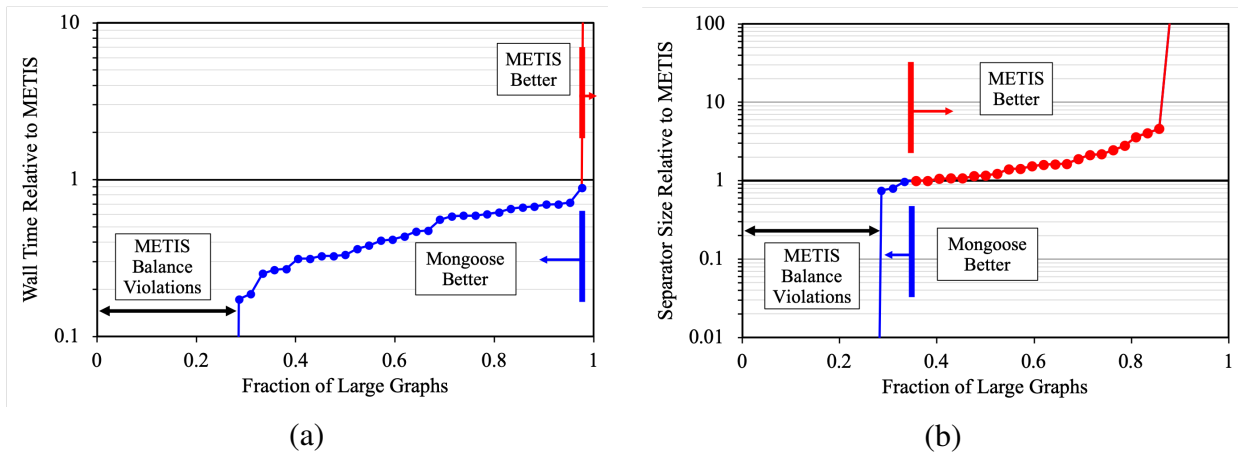 10
1
0.1
Wall Time Relative to METIS
METIS
Better
METIS
Balance
Violations
Mongoose
Better
0 0.2 0.4 0.6 0.8 1
Fraction of Large Graphs
(a)
100
10
1
0.1
0.01
Separator Size Relative to METIS
METIS
Better
METIS
Balance
Violations
Mongoose
Better
0 0.2 0.4 0.6 0.8 1
Fraction of Large Graphs
(b)